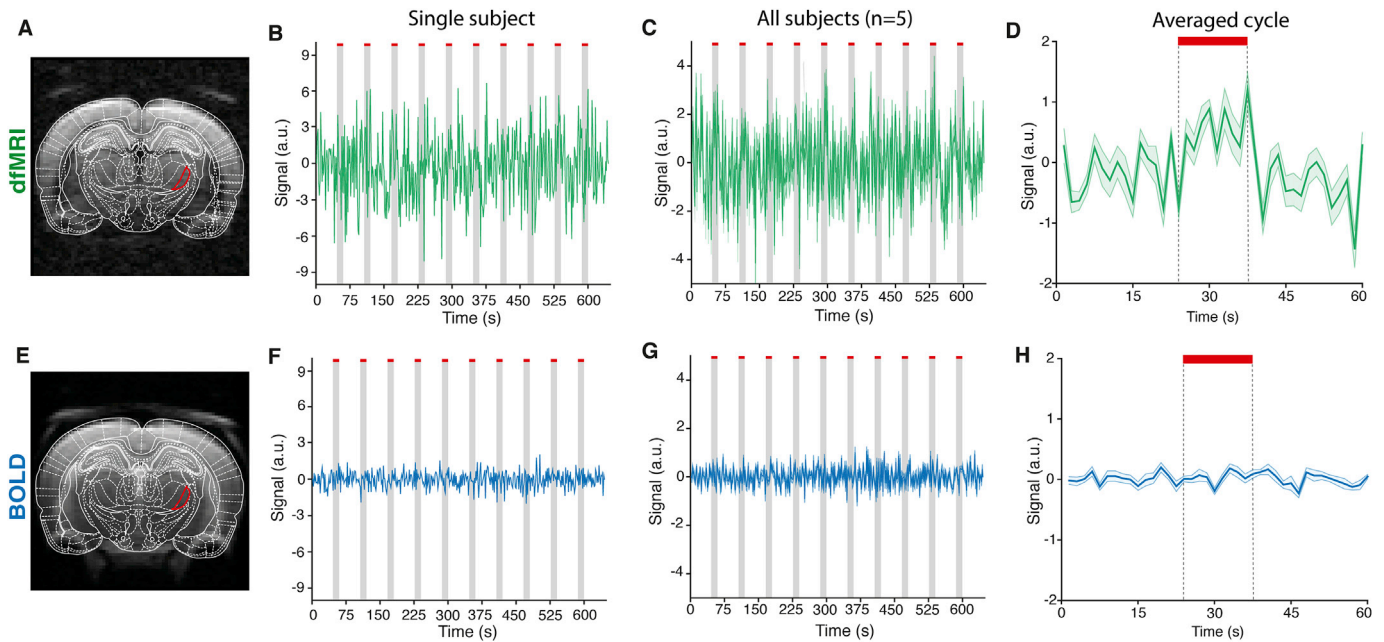 Single subject
All subjects (n=5)
Averaged cycle
A
B
C
D
dfMRI
Signal (a.u.)
9
6
3
0
-3
-6
-9
0 75 150 225 300 375 450 525 600
Time (s)
Signal (a.u.)
4
2
0
-2
-4
0 75 150 225 300 375 450 525 600
Time (s)
Signal (a.u.)
2
1
0
-1
-2
0 15 30 45 60
Time (s)
E
F
G
H
BOLD
Signal (a.u.)
9
6
3
0
-3
-6
-9
0 75 150 225 300 375 450 525 600
Time (s)
Signal (a.u.)
4
2
0
-2
-4
0 75 150 225 300 375 450 525 600
Time (s)
Signal (a.u.)
2
1
0
-1
-2
0 15 30 45 60
Time (s)